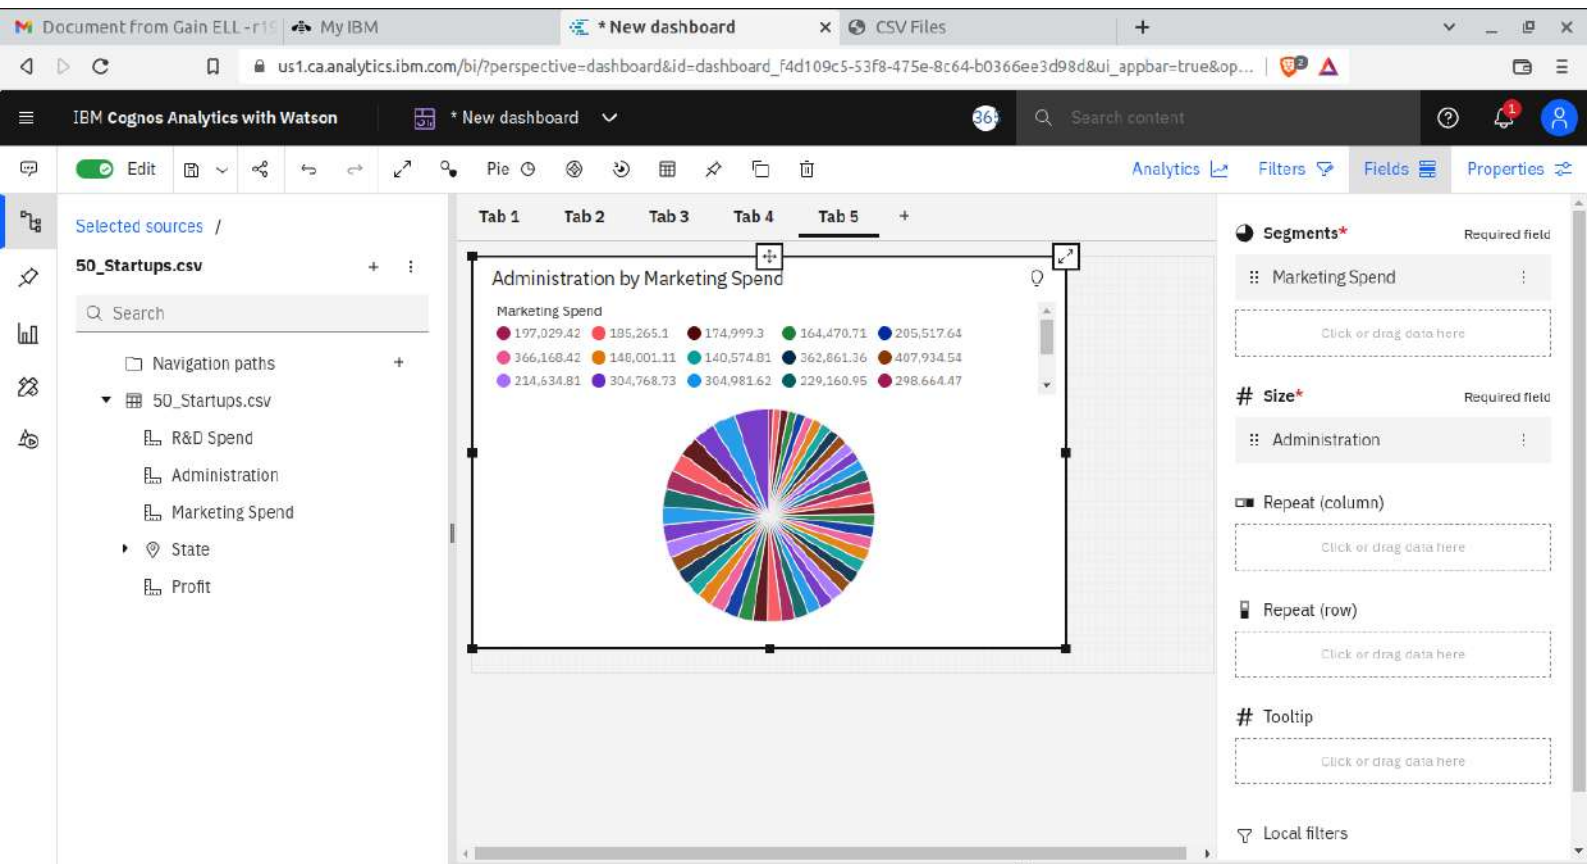 Document from Gain ELL - r1
My IBM
* New dashboard
CSV Files
us1.ca.analytics.ibm.com/bi/?perspective=dashboard&id=dashboard_f4d109c5-53f8-475e-8c64-b0366ee3d98d&ui_appbar=true&op...
2
IBM Cognos Analytics with Watson
* New dashboard
36
Search content
1
Edit
Pie
Analytics
Filters
Fields
Properties
Selected sources /
50_Startups.csv
Search
Navigation paths
50_Startups.csv
R&D Spend
Administration
Marketing Spend
State
Profit
Tab 1
Tab 2
Tab 3
Tab 4
Tab 5
Administration by Marketing Spend
Marketing Spend
197,029.42 185,265.1 174,999.3 164,470.71 205,517.64
366,168.42 148,001.11 140,574.81 362,861.36 407,934.54
214,634.81 304,768.73 304,981.62 229,160.95 298,664.47
Segments*
Required field
Marketing Spend
Click or drag data here
Size*
Required field
Administration
Repeat (column)
Click or drag data here
Repeat (row)
Click or drag data here
Tooltip
Click or drag data here
Local filters